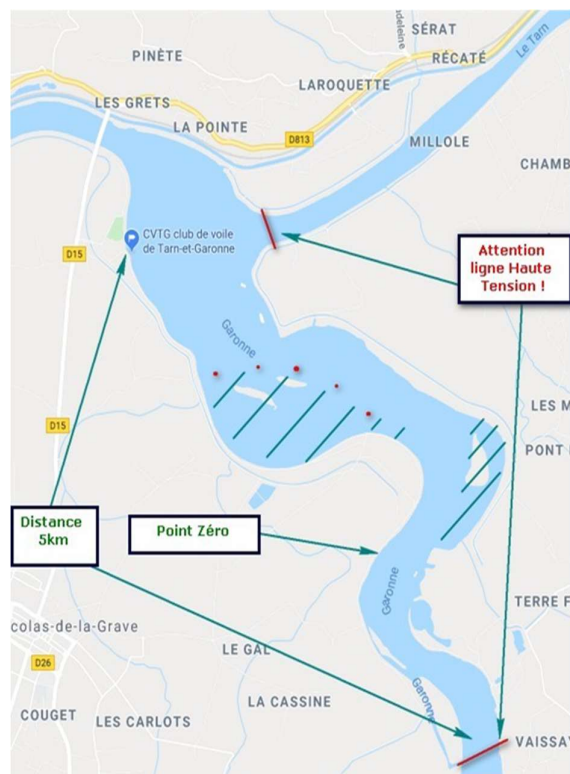 SÉRAT
PINÈTE
RÉCATÉ
Le Tarn
LAROQUETTE
LES GRETS
LA POINTE
D813
MILLOLE
CHAMB
CVTG club de voile
de Tarn-et-Garonne
D15
Attention
ligne Haute
Tension !
Garonne
D15
LES M
PONT
Distance
5km
Point Zéro
Garonne
TERRE F
colas-de-la-Grave
LE GAL
D26
Garonne
LA CASSINE
COUGET
LES CARLOTS
VAISSA